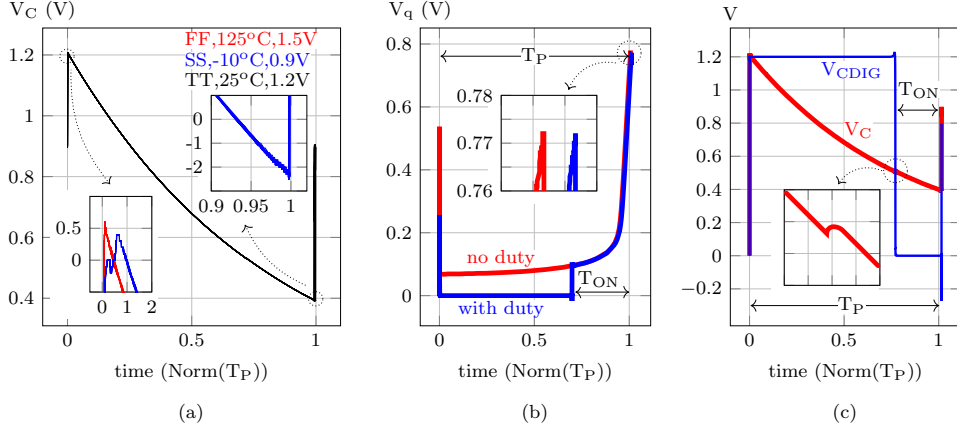 V_C (V)
1.2
1
0.8
0.6
0.4
0
1
time (Norm(T_P))
(a)
FF,125°C,1.5V
SS,-10°C,0.9V
TT,25°C,1.2V
0
-1
-2
0.9
0.95
1
0.5
0
0
1
2
V_q (V)
0.8
0.6
0.4
0.2
0
0
0.5
1
time (Norm(T_P))
(b)
T_P
0.78
0.77
0.76
no duty
T_ON
with duty
V
1.4
1.2
1
0.8
0.6
0.4
0.2
0
−0.2
0
0.5
1
time (Norm(T_P))
(c)
V_CDIG
T_ON
V_C
T_P